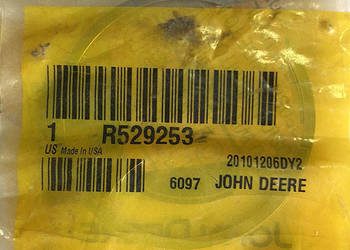 1 R529253
US Made in USA
20101206DY2
6097 JOHN DEERE